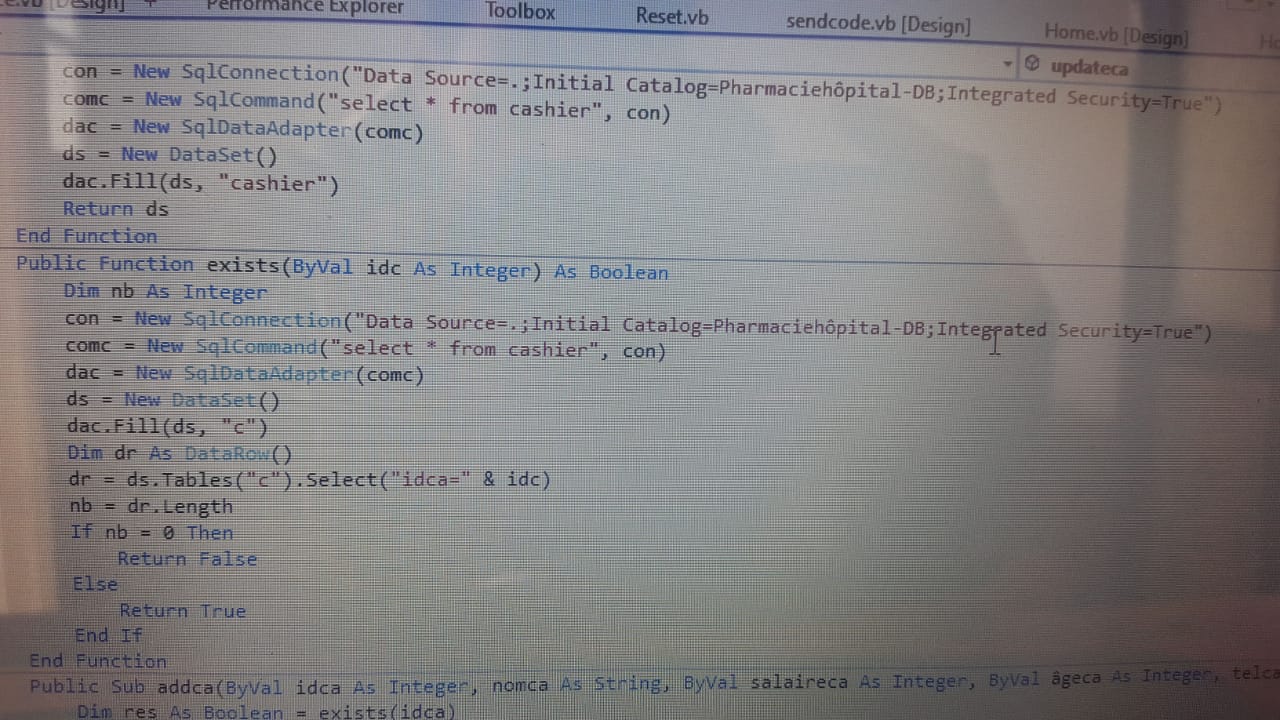 e.vb [Design] Performance Explorer Toolbox Reset.vb sendcode.vb [Design] Home.vb [Design]
updateca
con = New SqlConnection("Data Source=.;Initial Catalog=Pharmaciehôpital-DB;Integrated Security=True")
comc = New SqlCommand("select * from cashier", con)
dac = New SqlDataAdapter(comc)
ds = New DataSet()
dac.Fill(ds, "cashier")
Return ds
End Function
Public Function exists(ByVal idc As Integer) As Boolean
Dim nb As Integer
con = New SqlConnection("Data Source=.;Initial Catalog=Pharmaciehôpital-DB;Integrated Security=True")
comc = New SqlCommand("select * from cashier", con)
dac = New SqlDataAdapter(comc)
ds = New DataSet()
dac.Fill(ds, "c")
Dim dr As DataRow()
dr = ds.Tables("c").Select("idca=" & idc)
nb = dr.Length
If nb = 0 Then
Return False
Else
Return True
End If
End Function
Public Sub addca(ByVal idca As Integer, nomca As String, ByVal salaireca As Integer, ByVal âgeca As Integer, telca
Dim res As Boolean = exists(idca)